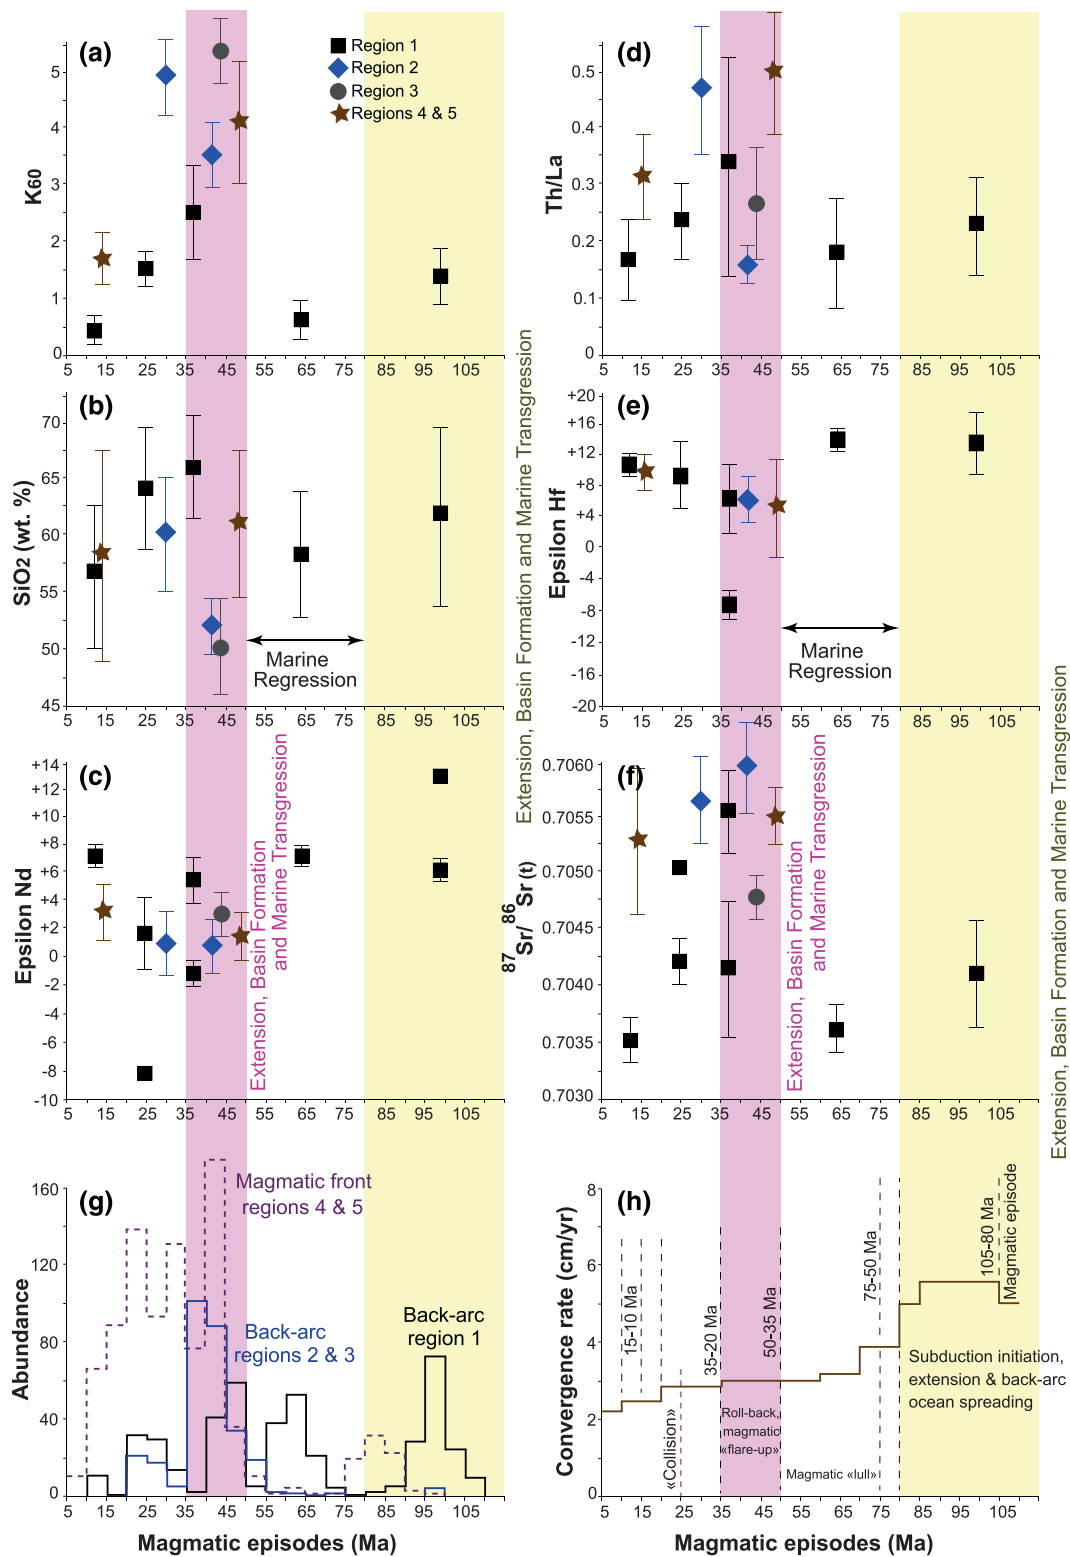 (a)
Region 1
Region 2
Region 3
Regions 4 & 5
K60
5
4
3
2
1
0
5 15 25 35 45 55 65 75 85 95 105
(b)
SiO2 (wt. %)
70
65
60
55
50
45
Marine
Regression
5 15 25 35 45 55 65 75 85 95 105
(c)
Epsilon Nd
+14
+12
+10
+8
+6
+4
+2
0
-2
-4
-6
-8
-10
5 15 25 35 45 55 65 75 85 95 105
Extension, Basin Formation
and Marine Transgression
Extension, Basin Formation and Marine Transgression
(d)
Th/La
0.5
0.4
0.3
0.2
0.1
0
5 15 25 35 45 55 65 75 85 95 105
(e)
Epsilon Hf
+20
+16
+12
+8
+4
0
-4
-8
-12
-16
-20
Marine
Regression
5 15 25 35 45 55 65 75 85 95 105
(f)
87Sr/86Sr (t)
0.7060
0.7055
0.7050
0.7045
0.7040
0.7035
0.7030
5 15 25 35 45 55 65 75 85 95 105
Extension, Basin Formation
and Marine Transgression
Extension, Basin Formation and Marine Transgression
(g)
Abundance
160
120
80
40
0
Magmatic front
regions 4 & 5
Back-arc
regions 2 & 3
Back-arc
region 1
5 15 25 35 45 55 65 75 85 95 105
Magmatic episodes (Ma)
(h)
Convergence rate (cm/yr)
8
6
4
2
0
15-10 Ma
«Collision»
35-20 Ma
50-35 Ma
75-50 Ma
105-80 Ma
Magmatic episode
Roll-back,
magmatic
«flare-up»
Magmatic «lull»
Subduction initiation,
extension & back-arc
ocean spreading
5 15 25 35 45 55 65 75 85 95 105
Magmatic episodes (Ma)